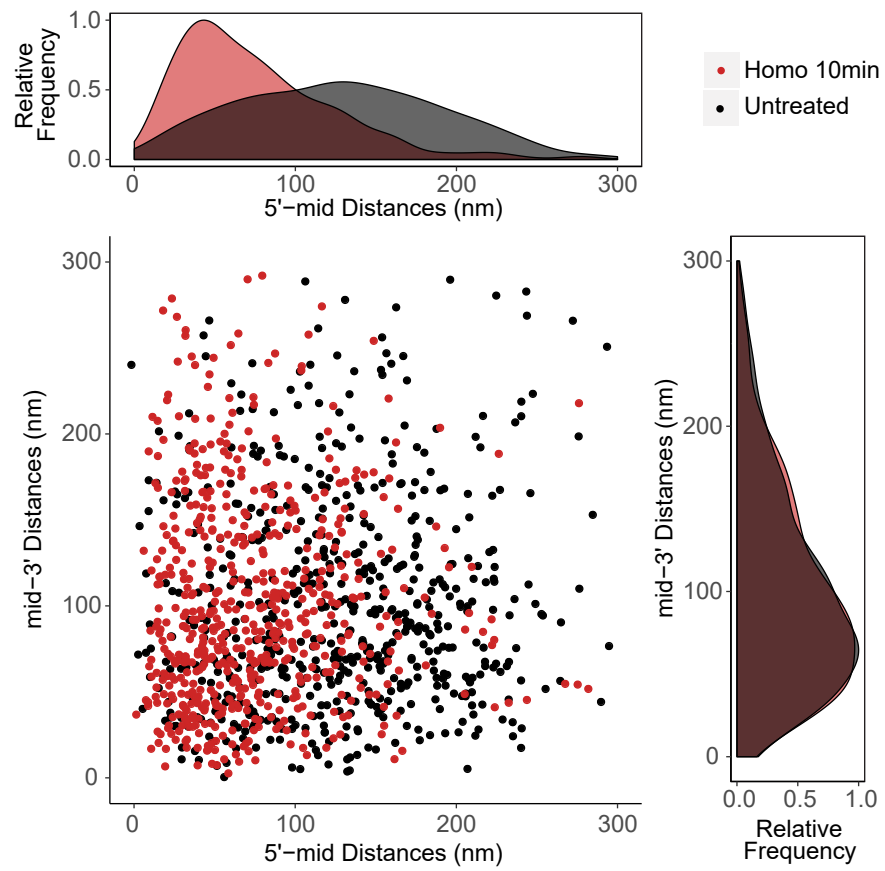 Relative
Frequency
1.0
0.5
0.0
0 100 200 300
5'−mid Distances (nm)
Homo 10min
Untreated
mid−3' Distances (nm)
300
200
100
0
0 100 200 300
5'−mid Distances (nm)
mid−3' Distances (nm)
300
200
100
0
0.0 0.5 1.0
Relative
Frequency